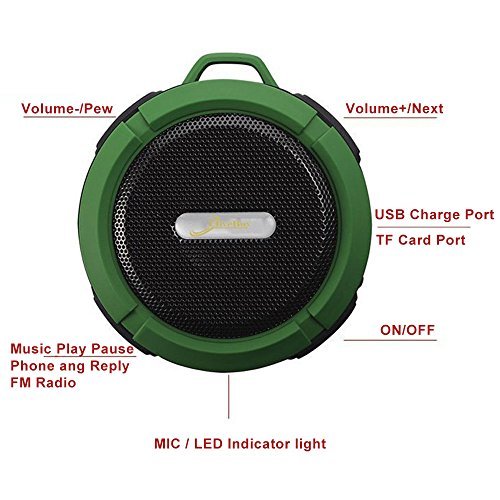 Volume-/Pew
Volume+/Next
USB Charge Port
TF Card Port
ON/OFF
Music Play Pause
Phone ang Reply
FM Radio
MIC / LED Indicator light